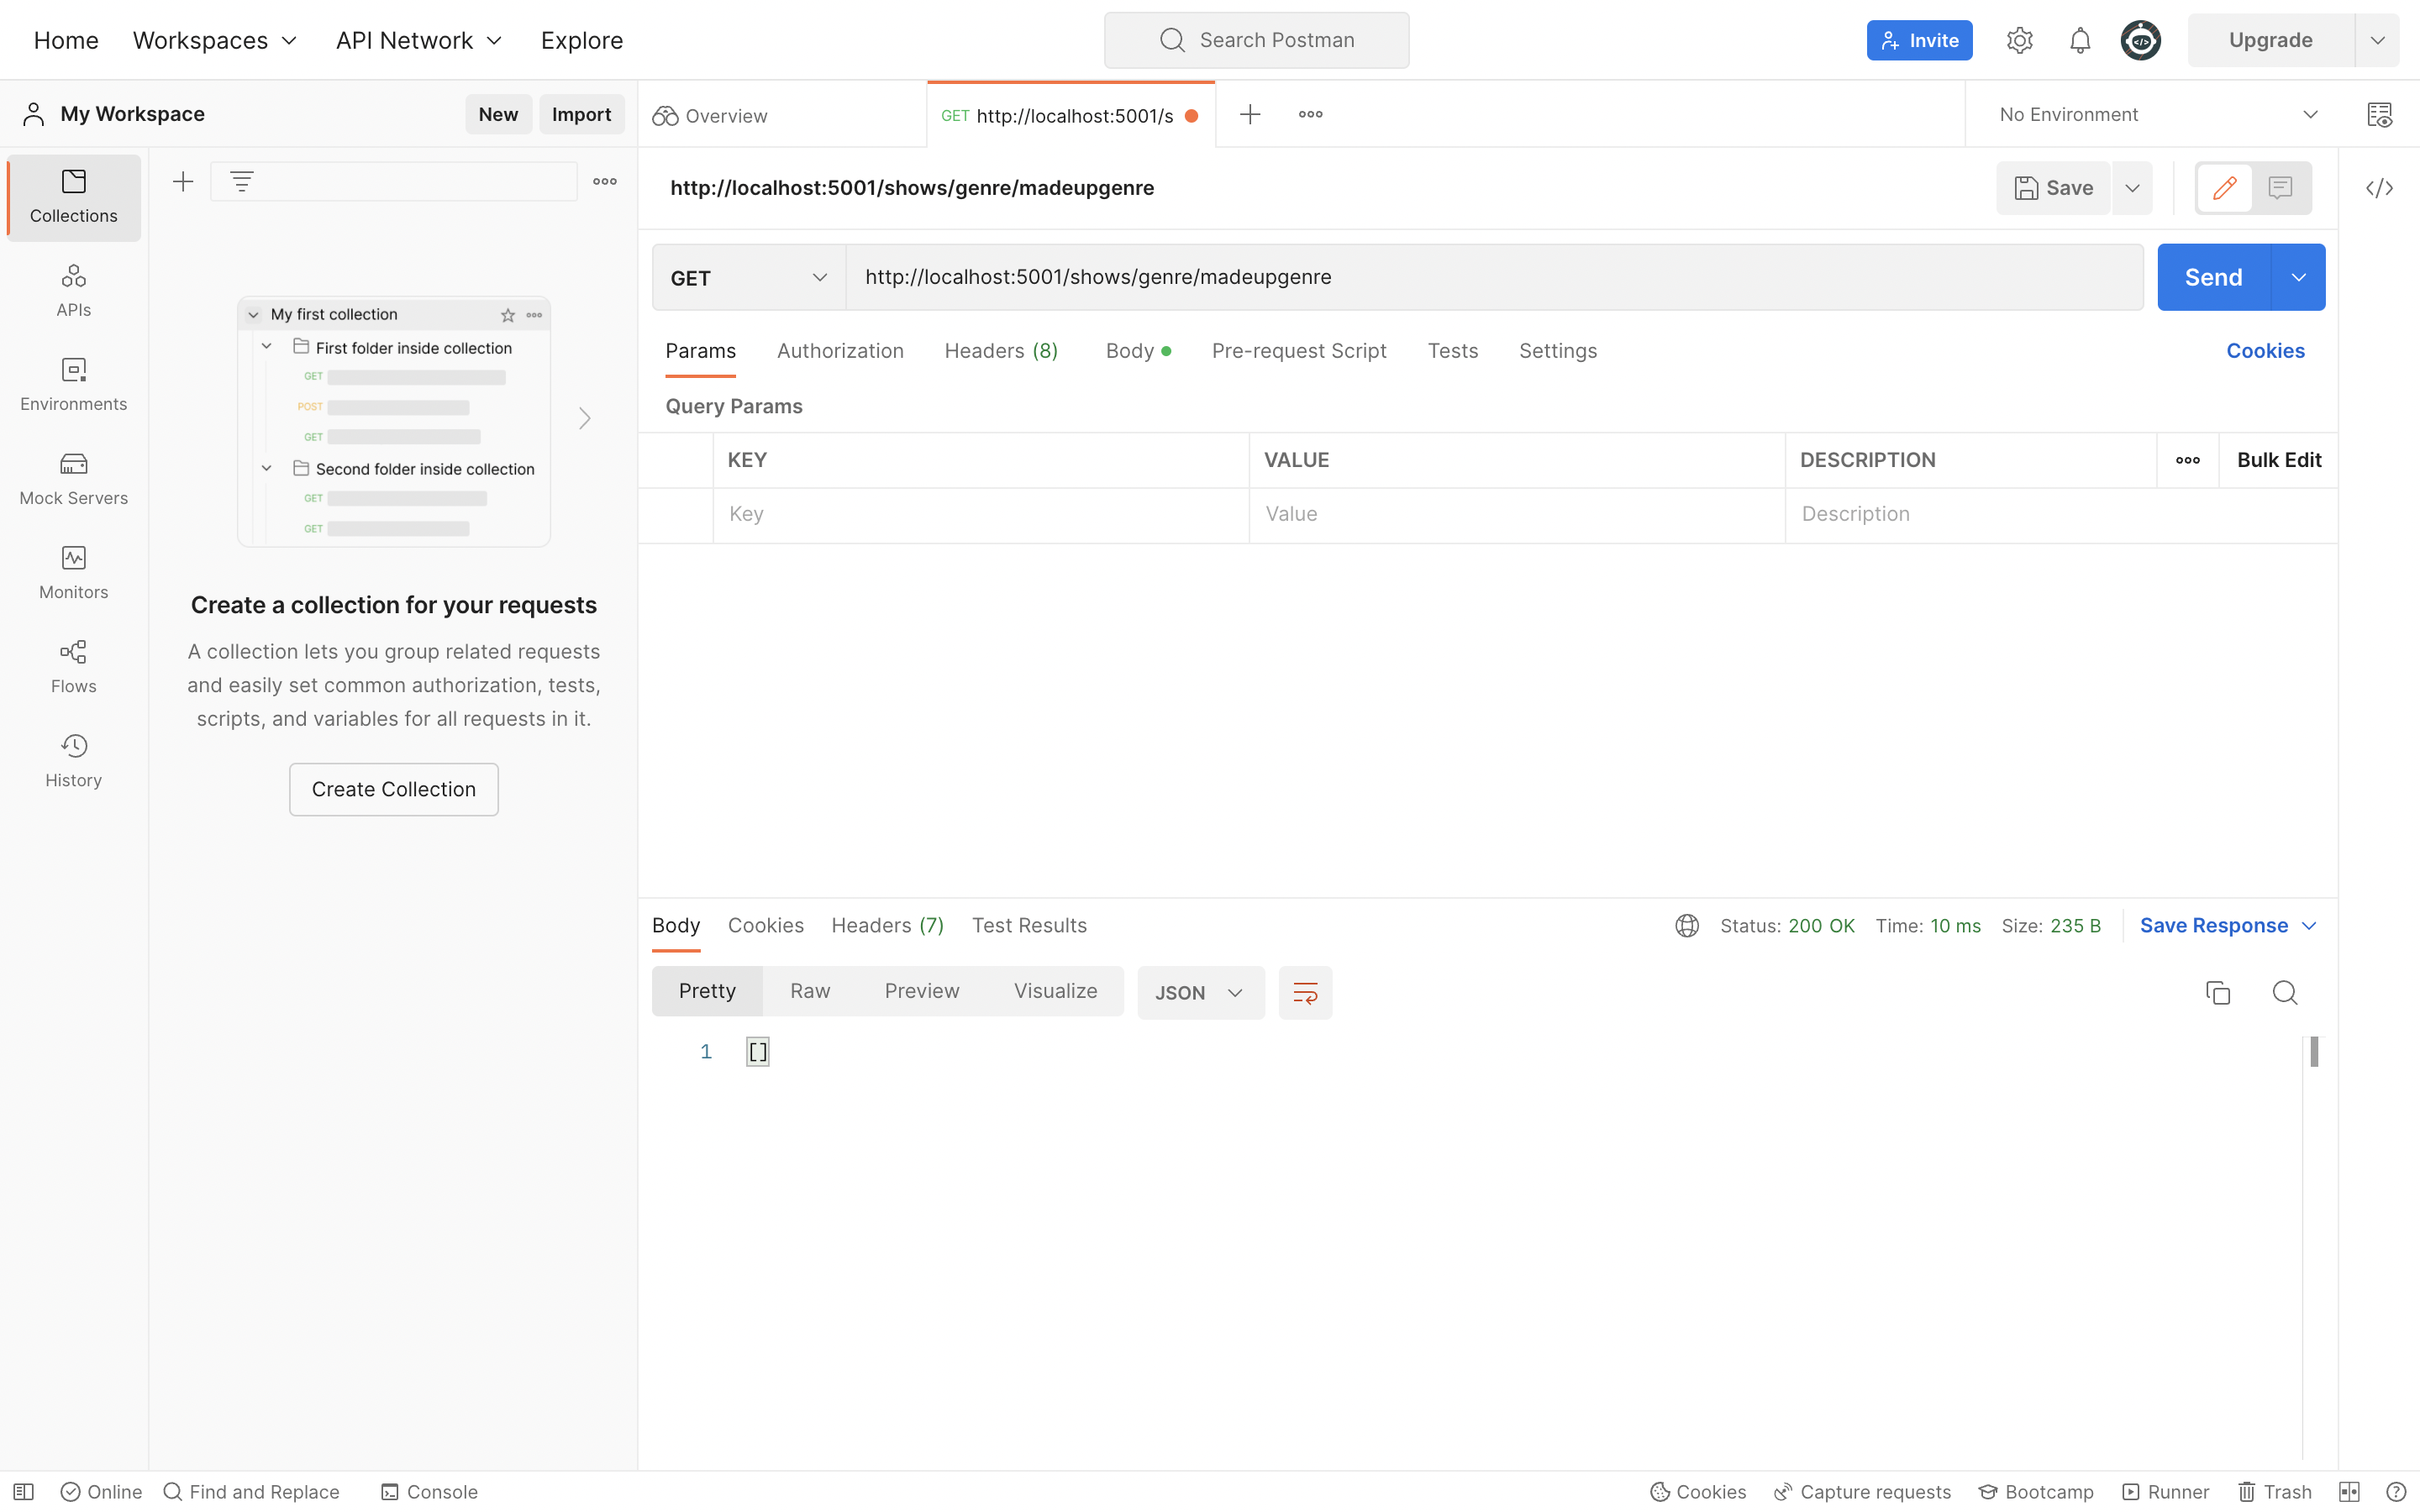 Home Workspaces API Network Explore Search Postman Invite Upgrade
My Workspace New Import
Overview GET http://localhost:5001/s No Environment
Collections
APIs
Environments
Mock Servers
Monitors
Flows
History
My first collection
First folder inside collection
GET
POST
GET
Second folder inside collection
GET
GET
Create a collection for your requests
A collection lets you group related requests
and easily set common authorization, tests,
scripts, and variables for all requests in it.
Create Collection
http://localhost:5001/shows/genre/madeupgenre Save
GET http://localhost:5001/shows/genre/madeupgenre Send
Params Authorization Headers (8) Body Pre-request Script Tests Settings Cookies
Query Params
KEY VALUE DESCRIPTION Bulk Edit
Key Value Description
Body Cookies Headers (7) Test Results Status: 200 OK Time: 10 ms Size: 235 B Save Response
Pretty Raw Preview Visualize JSON
1 []
Online Find and Replace Console Cookies Capture requests Bootcamp Runner Trash